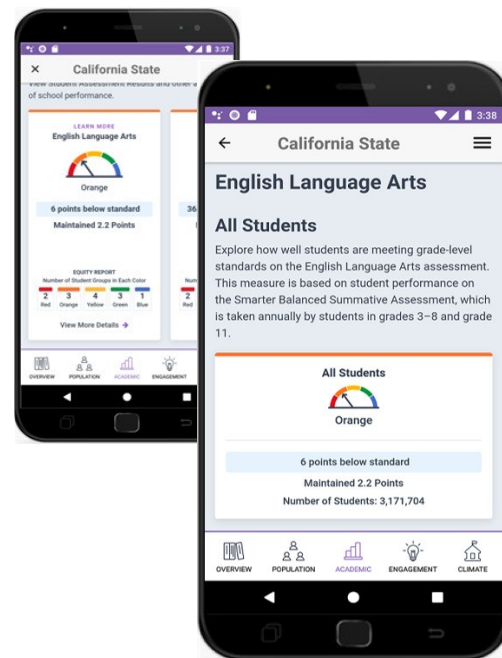 3:37
California State
View Student Assessment Results and other a
of school performance.
LEARN MORE
English Language Arts
Orange
6 points below standard
Maintained 2.2 Points
EQUITY REPORT
Number of Student Groups in Each Color
2 3 4 3 1
Red Orange Yellow Green Blue
View More Details →
36
Num
2
Red
OVERVIEW POPULATION ACADEMIC ENGAGEMENT
3:38
California State
English Language Arts
All Students
Explore how well students are meeting grade-level
standards on the English Language Arts assessment.
This measure is based on student performance on
the Smarter Balanced Summative Assessment, which
is taken annually by students in grades 3–8 and grade
11.
All Students
Orange
6 points below standard
Maintained 2.2 Points
Number of Students: 3,171,704
OVERVIEW POPULATION ACADEMIC ENGAGEMENT CLIMATE